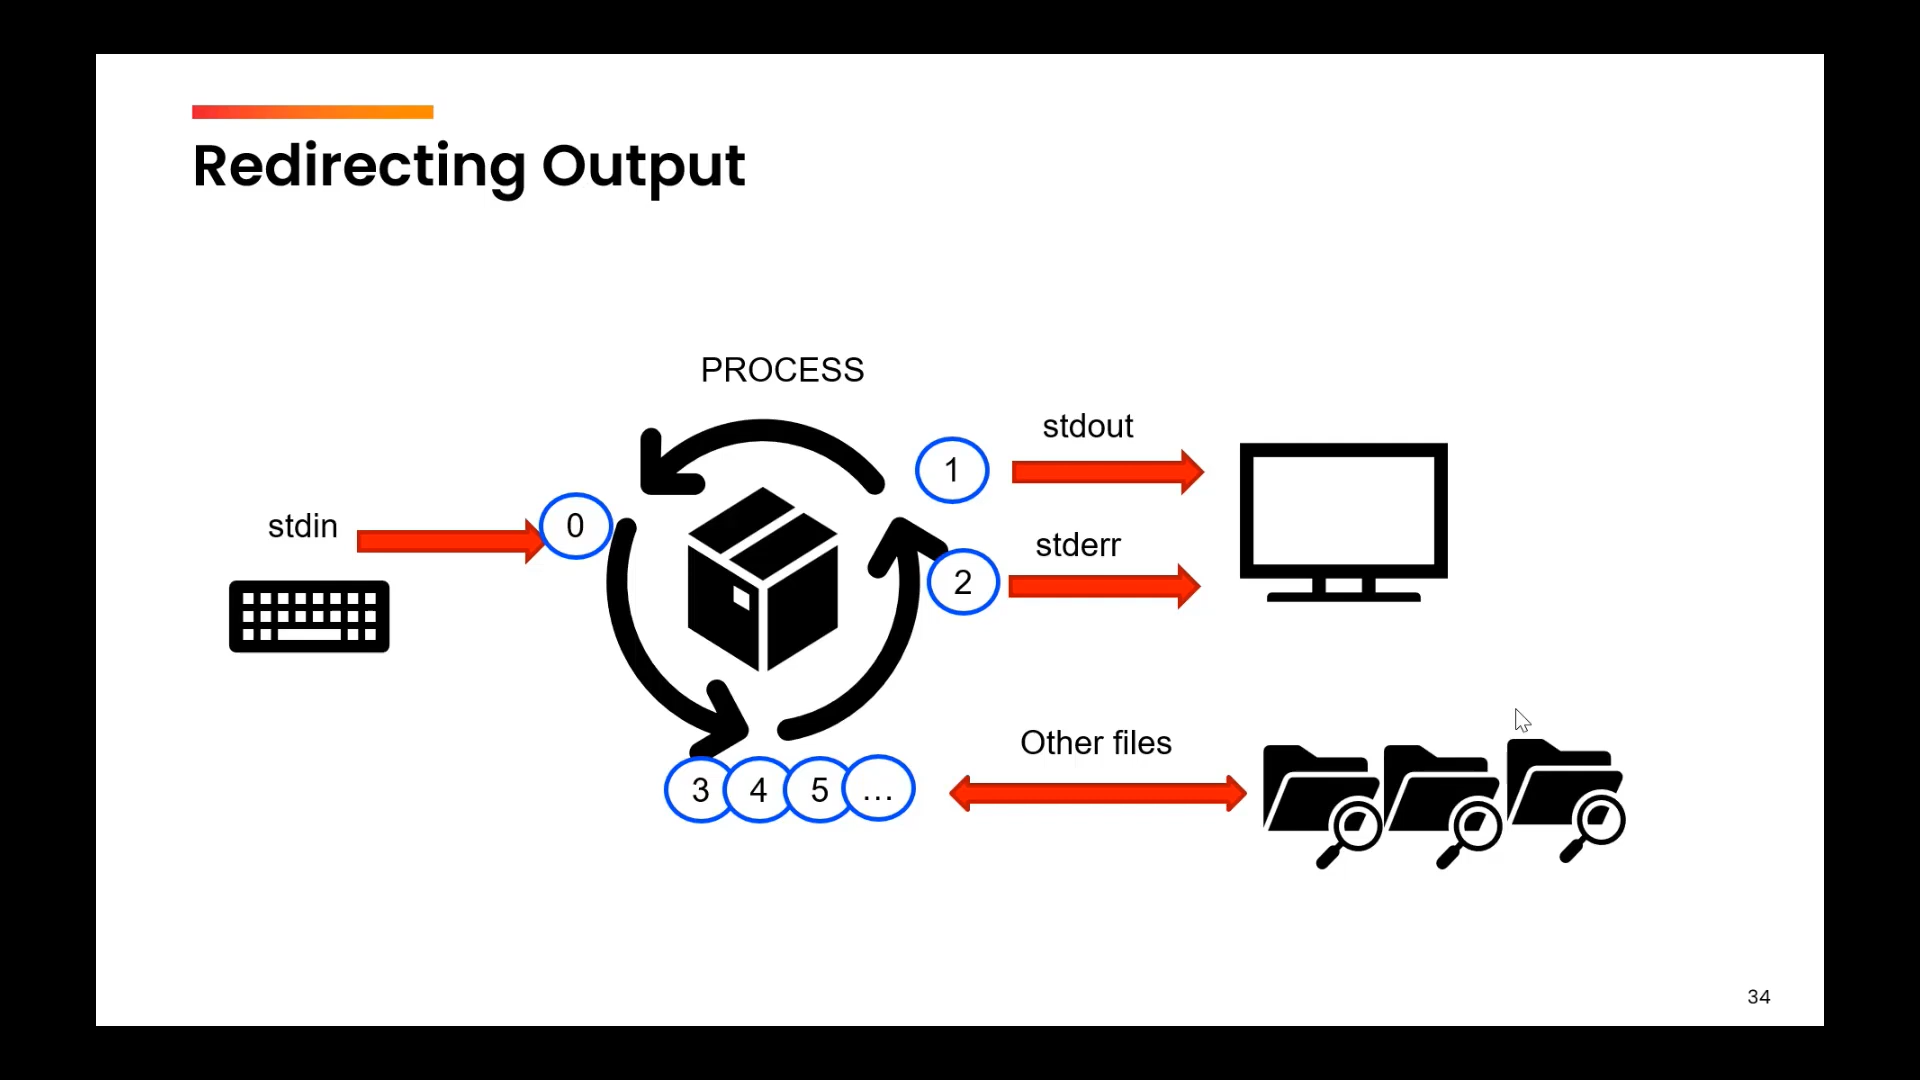 Redirecting Output
PROCESS
stdout
1
stdin
0
stderr
2
Other files
3 4 5 ...
34